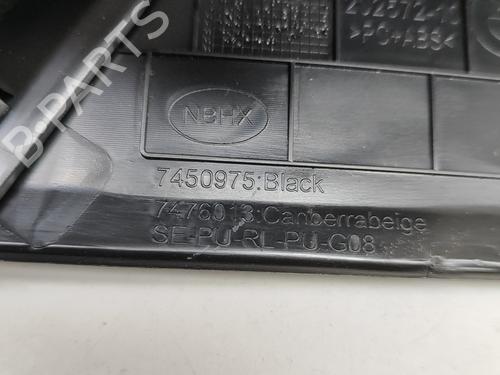 >PC+ABS<
NBHX
7450975:Black
7476013:Canberrabeige
SE-PU-RL-PU-G08
B-PARTS